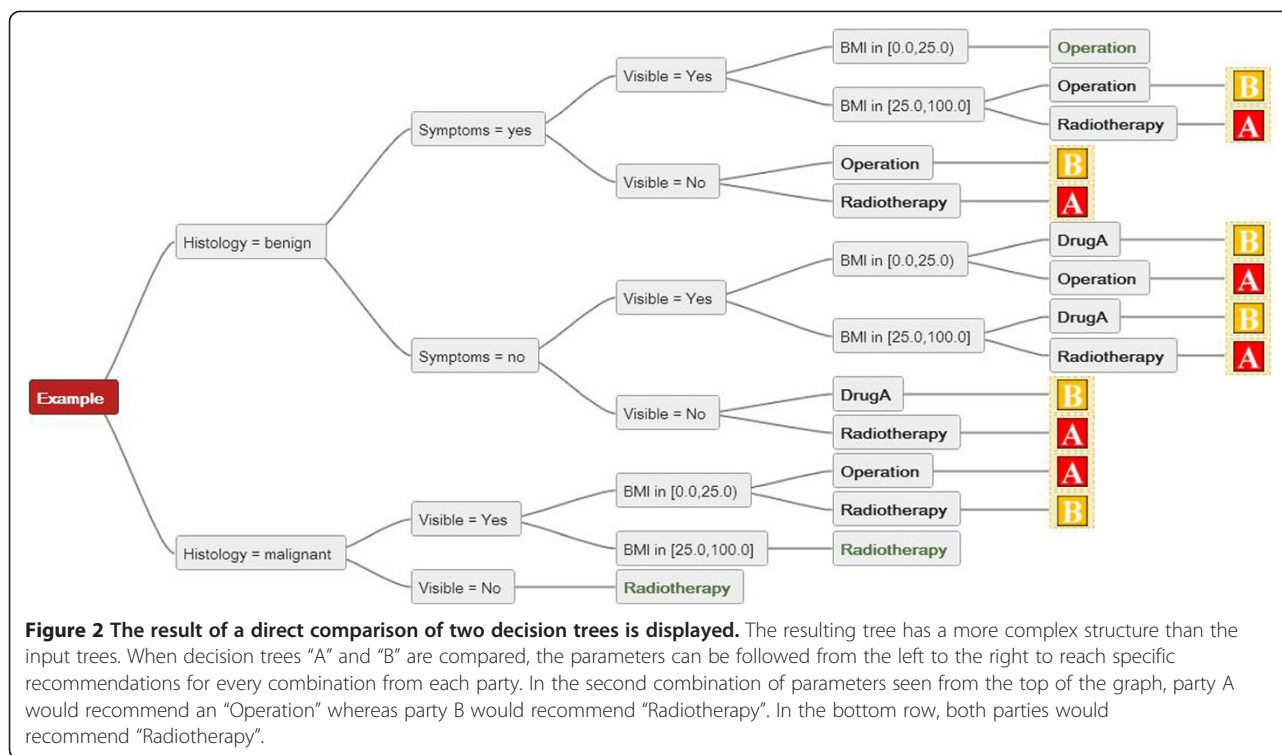 BMI in [0.0,25.0)
Operation
Visible = Yes
Operation
B
BMI in [25.0,100.0]
Radiotherapy
A
Symptoms = yes
Operation
B
Visible = No
Radiotherapy
A
Histology = benign
DrugA
B
BMI in [0.0,25.0)
Operation
A
Visible = Yes
DrugA
B
BMI in [25.0,100.0]
Radiotherapy
A
Symptoms = no
Example
DrugA
B
Visible = No
Radiotherapy
A
Operation
A
BMI in [0.0,25.0)
Radiotherapy
B
Visible = Yes
BMI in [25.0,100.0]
Radiotherapy
Histology = malignant
Visible = No
Radiotherapy
Figure 2 The result of a direct comparison of two decision trees is displayed. The resulting tree has a more complex structure than the
input trees. When decision trees “A” and “B” are compared, the parameters can be followed from the left to the right to reach specific
recommendations for every combination from each party. In the second combination of parameters seen from the top of the graph, party A
would recommend an “Operation” whereas party B would recommend “Radiotherapy”. In the bottom row, both parties would
recommend “Radiotherapy”.